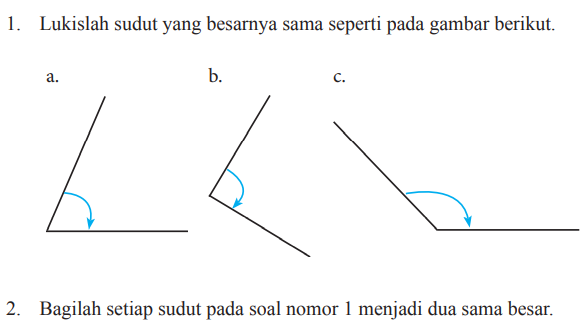 1. Lukislah sudut yang besarnya sama seperti pada gambar berikut.
a. b. c.
2. Bagilah setiap sudut pada soal nomor 1 menjadi dua sama besar.